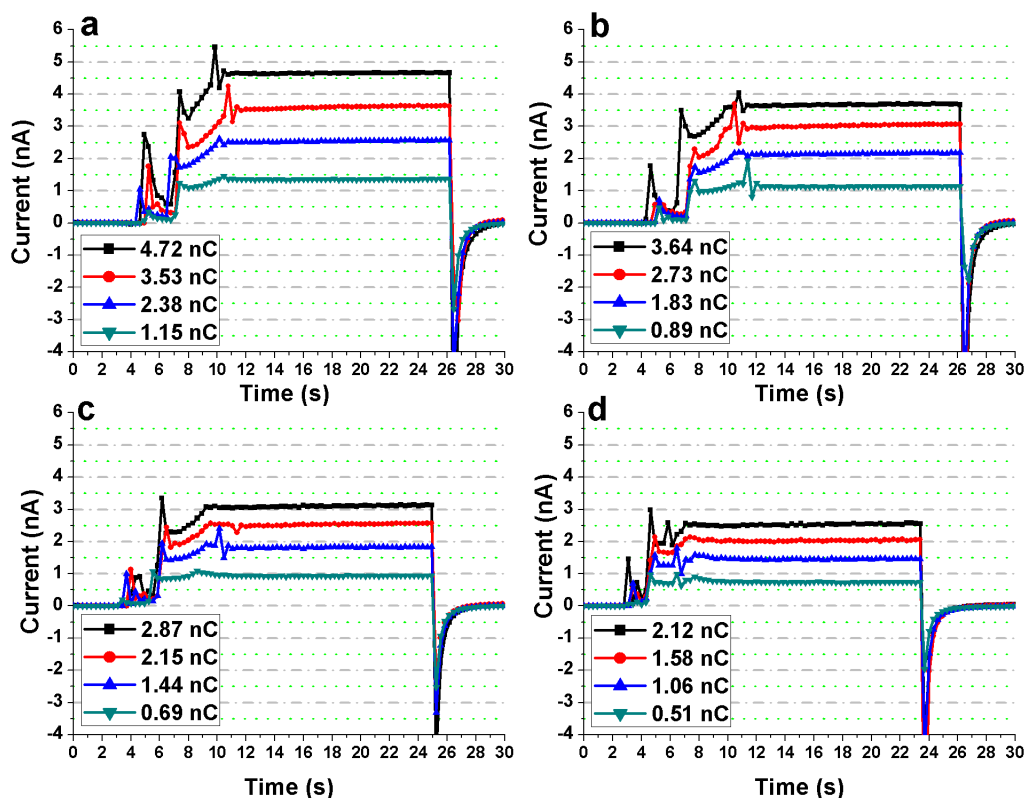 a
6
5
4
3
2
1
0
-1
-2
-3
-4
Current (nA)
4.72 nC
3.53 nC
2.38 nC
1.15 nC
0 2 4 6 8 10 12 14 16 18 20 22 24 26 28 30
Time (s)
b
6
5
4
3
2
1
0
-1
-2
-3
-4
Current (nA)
3.64 nC
2.73 nC
1.83 nC
0.89 nC
0 2 4 6 8 10 12 14 16 18 20 22 24 26 28 30
Time (s)
c
6
5
4
3
2
1
0
-1
-2
-3
-4
Current (nA)
2.87 nC
2.15 nC
1.44 nC
0.69 nC
0 2 4 6 8 10 12 14 16 18 20 22 24 26 28 30
Time (s)
d
6
5
4
3
2
1
0
-1
-2
-3
-4
Current (nA)
2.12 nC
1.58 nC
1.06 nC
0.51 nC
0 2 4 6 8 10 12 14 16 18 20 22 24 26 28 30
Time (s)